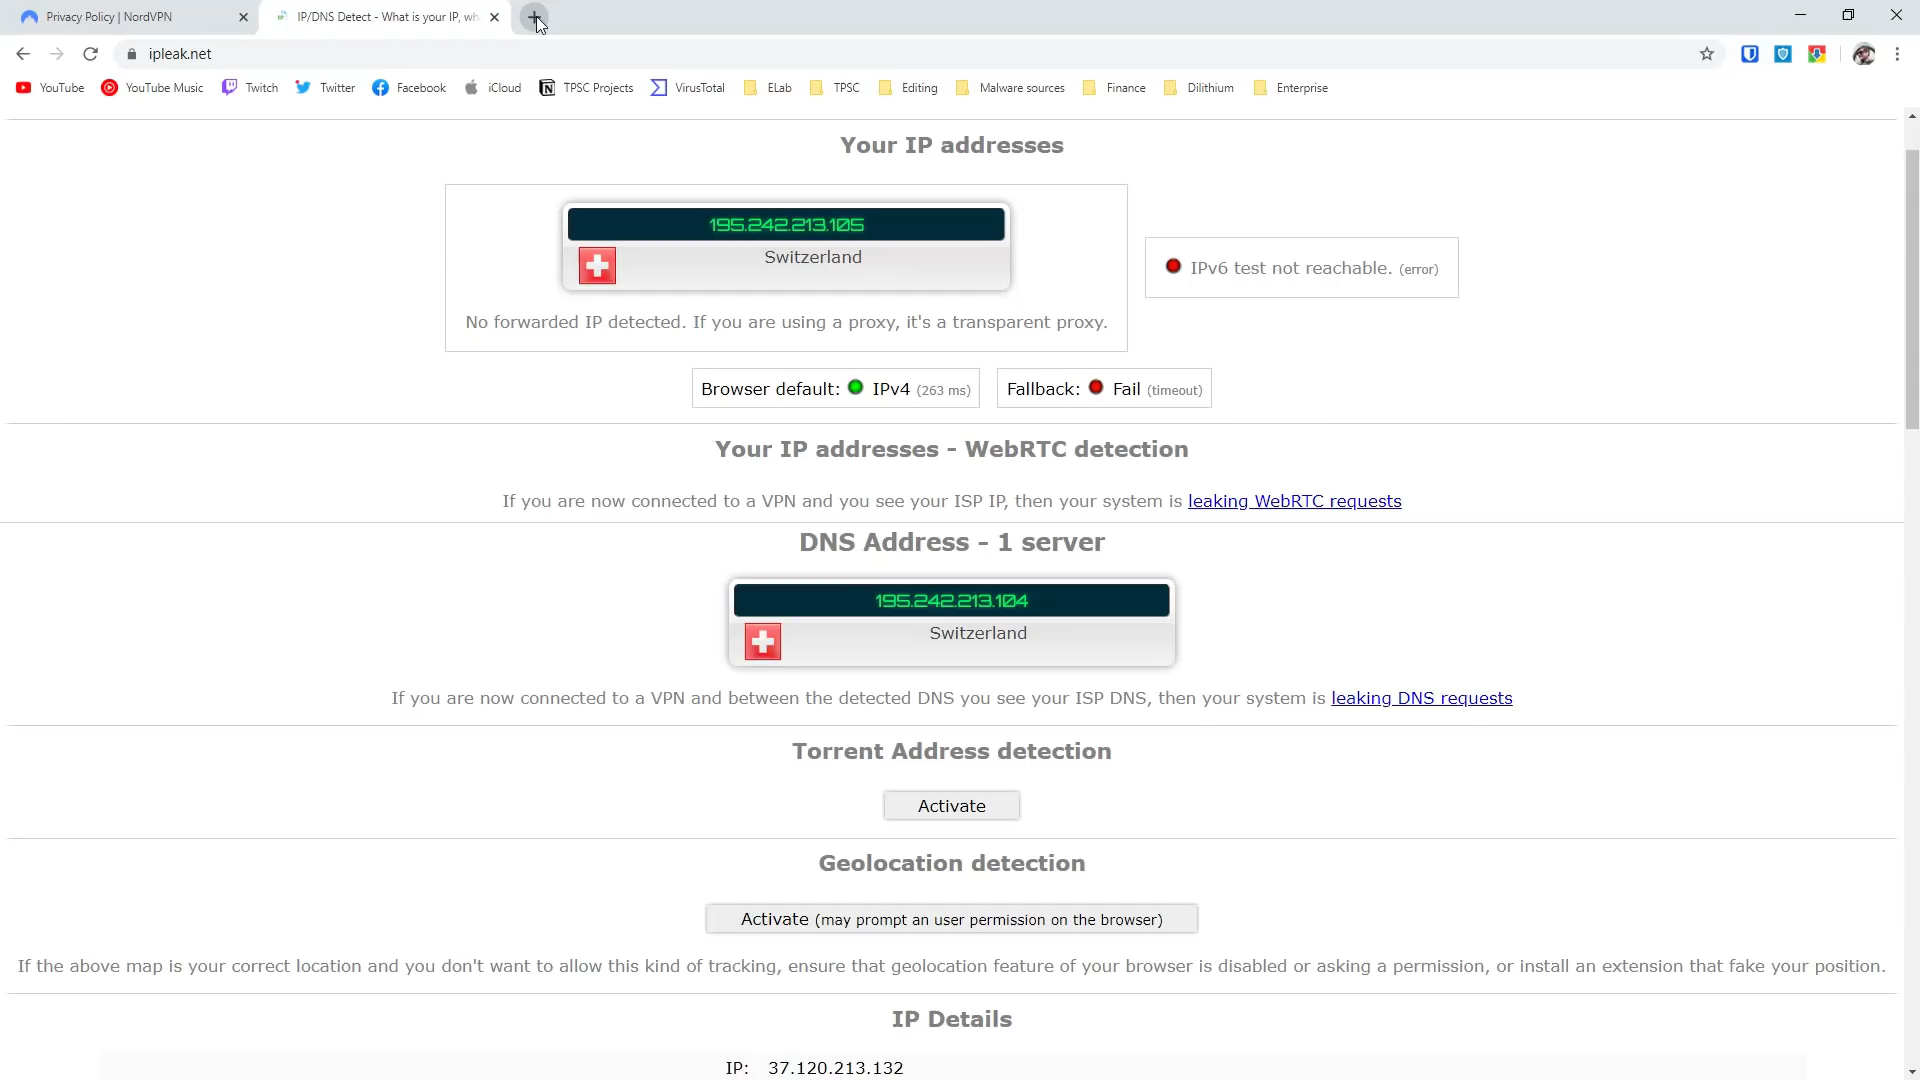 Privacy Policy | NordVPN
IP/DNS Detect - What is your IP, wh
ipleak.net
YouTube
YouTube Music
Twitch
Twitter
Facebook
iCloud
TPSC Projects
VirusTotal
ELab
TPSC
Editing
Malware sources
Finance
Dilithium
Enterprise
Your IP addresses
195.242.213.105
Switzerland
No forwarded IP detected. If you are using a proxy, it's a transparent proxy.
IPv6 test not reachable. (error)
Browser default: IPv4 (263 ms)
Fallback: Fail (timeout)
Your IP addresses - WebRTC detection
If you are now connected to a VPN and you see your ISP IP, then your system is leaking WebRTC requests
DNS Address - 1 server
195.242.213.104
Switzerland
If you are now connected to a VPN and between the detected DNS you see your ISP DNS, then your system is leaking DNS requests
Torrent Address detection
Activate
Geolocation detection
Activate (may prompt an user permission on the browser)
If the above map is your correct location and you don't want to allow this kind of tracking, ensure that geolocation feature of your browser is disabled or asking a permission, or install an extension that fake your position.
IP Details
IP: 37.120.213.132